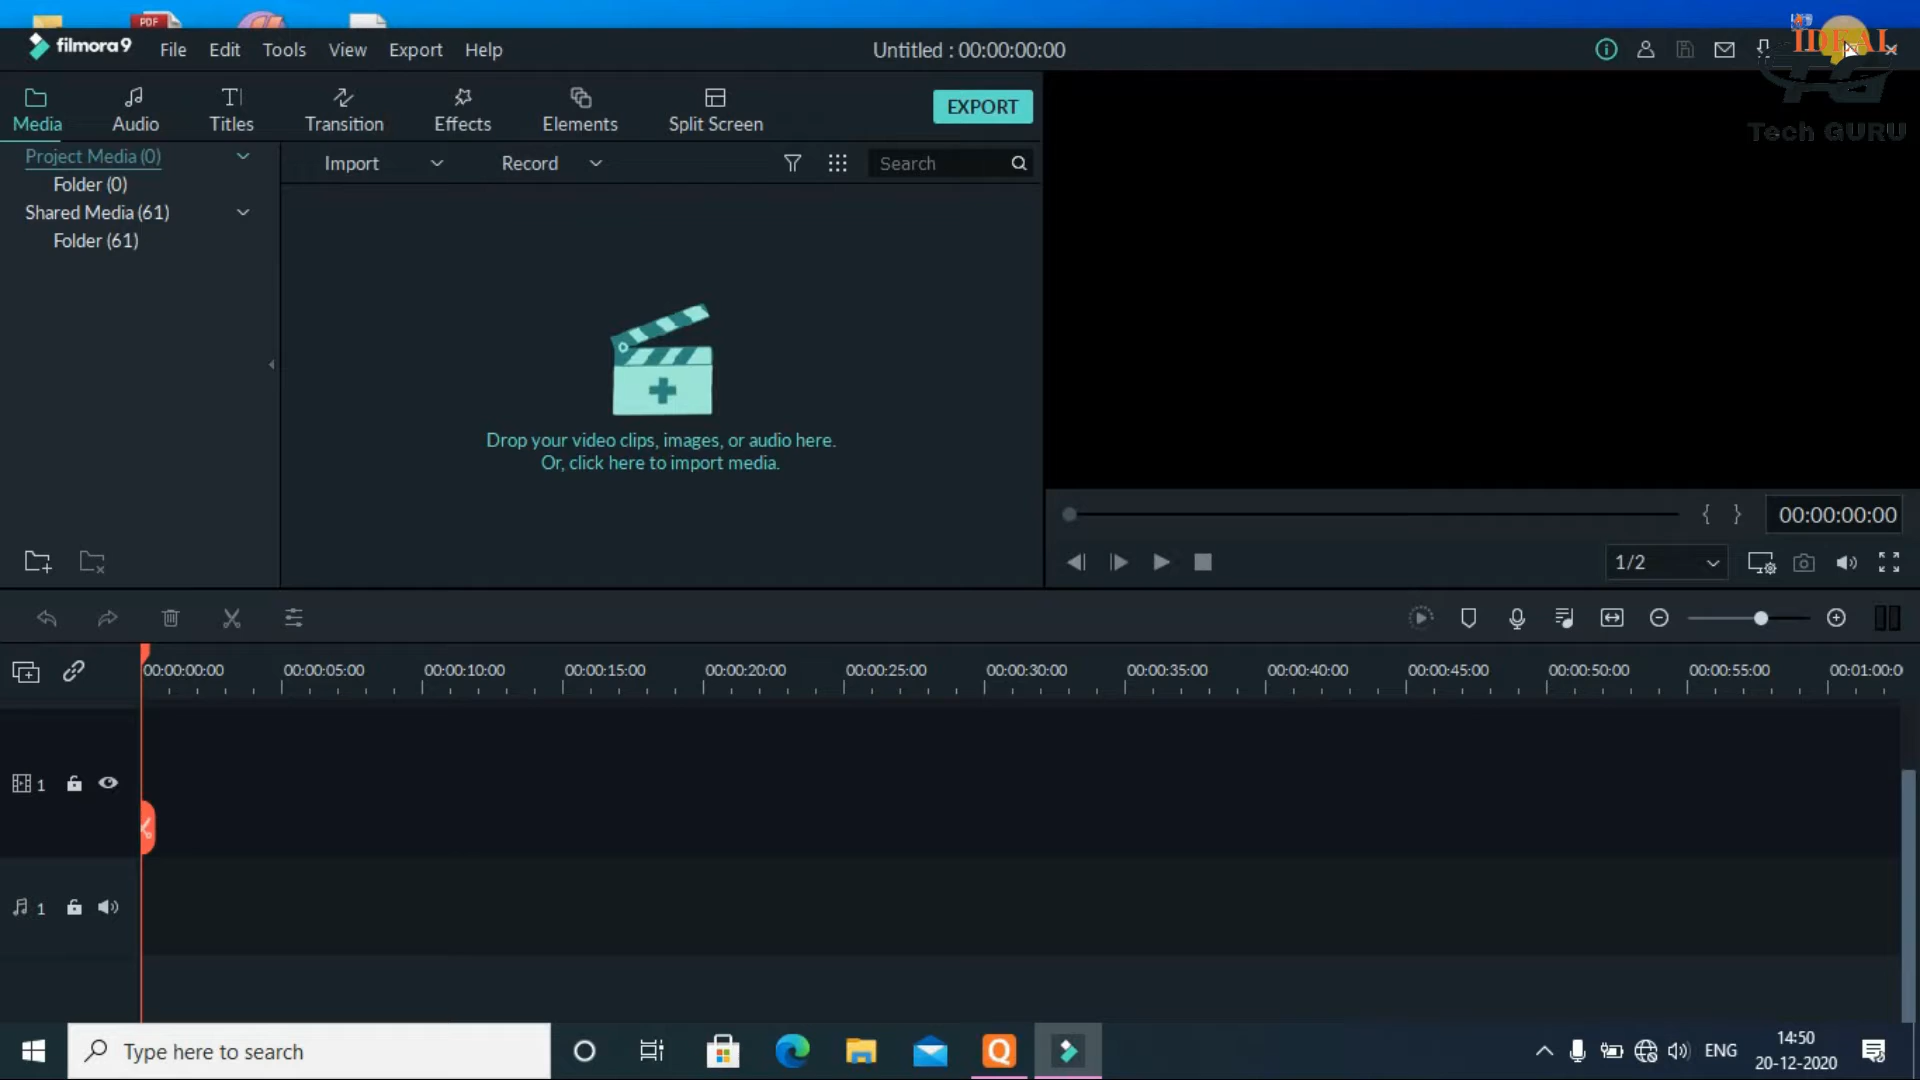 PDF
filmora9 File Edit Tools View Export Help Untitled : 00:00:00:00
IDEAL
Tech GURU
Media Audio Titles Transition Effects Elements Split Screen EXPORT
Project Media (0) Import Record Search
Folder (0)
Shared Media (61)
Folder (61)
Drop your video clips, images, or audio here.
Or, click here to import media.
{ } 00:00:00:00
1/2
00:00:00:00 00:00:05:00 00:00:10:00 00:00:15:00 00:00:20:00 00:00:25:00 00:00:30:00 00:00:35:00 00:00:40:00 00:00:45:00 00:00:50:00 00:00:55:00 00:01:00:0
1
1
Type here to search Q ENG 14:50
20-12-2020